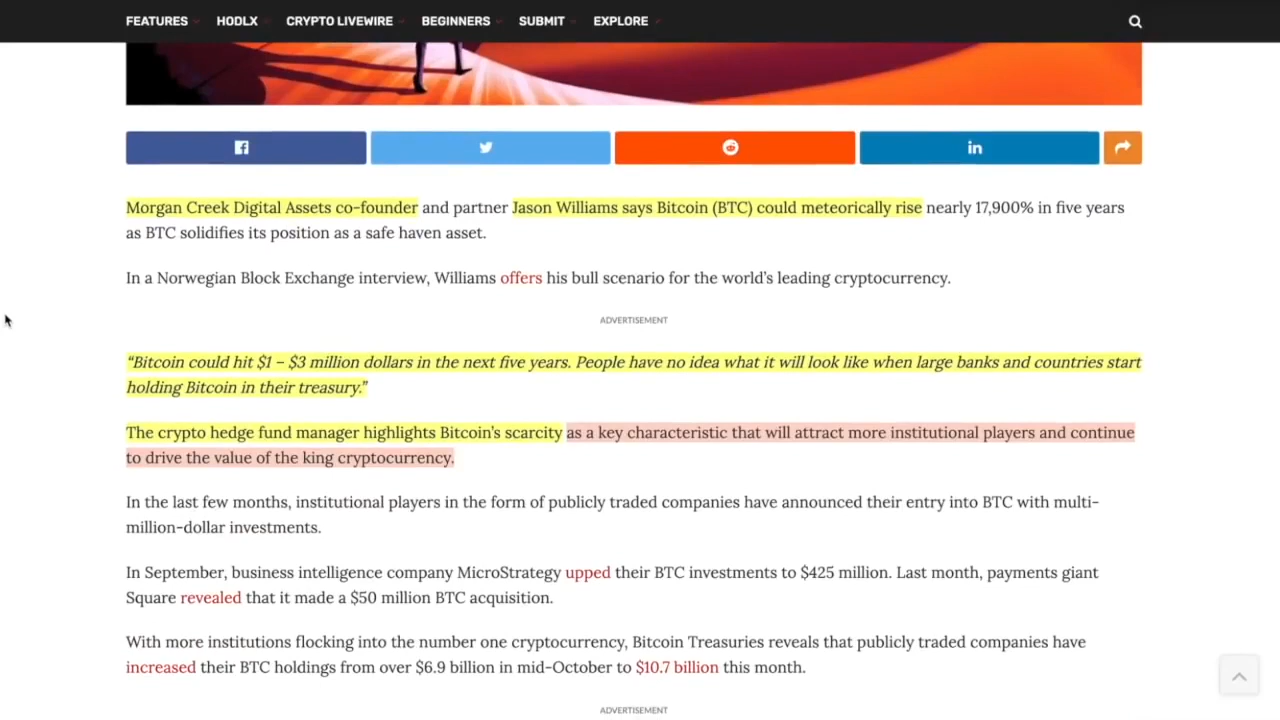 FEATURES HODLX CRYPTO LIVEWIRE BEGINNERS SUBMIT EXPLORE
Morgan Creek Digital Assets co-founder and partner Jason Williams says Bitcoin (BTC) could meteorically rise nearly 17,900% in five years
as BTC solidifies its position as a safe haven asset.
In a Norwegian Block Exchange interview, Williams offers his bull scenario for the world’s leading cryptocurrency.
ADVERTISEMENT
“Bitcoin could hit $1 – $3 million dollars in the next five years. People have no idea what it will look like when large banks and countries start
holding Bitcoin in their treasury.”
The crypto hedge fund manager highlights Bitcoin’s scarcity as a key characteristic that will attract more institutional players and continue
to drive the value of the king cryptocurrency.
In the last few months, institutional players in the form of publicly traded companies have announced their entry into BTC with multi-
million-dollar investments.
In September, business intelligence company MicroStrategy upped their BTC investments to $425 million. Last month, payments giant
Square revealed that it made a $50 million BTC acquisition.
With more institutions flocking into the number one cryptocurrency, Bitcoin Treasuries reveals that publicly traded companies have
increased their BTC holdings from over $6.9 billion in mid-October to $10.7 billion this month.
ADVERTISEMENT